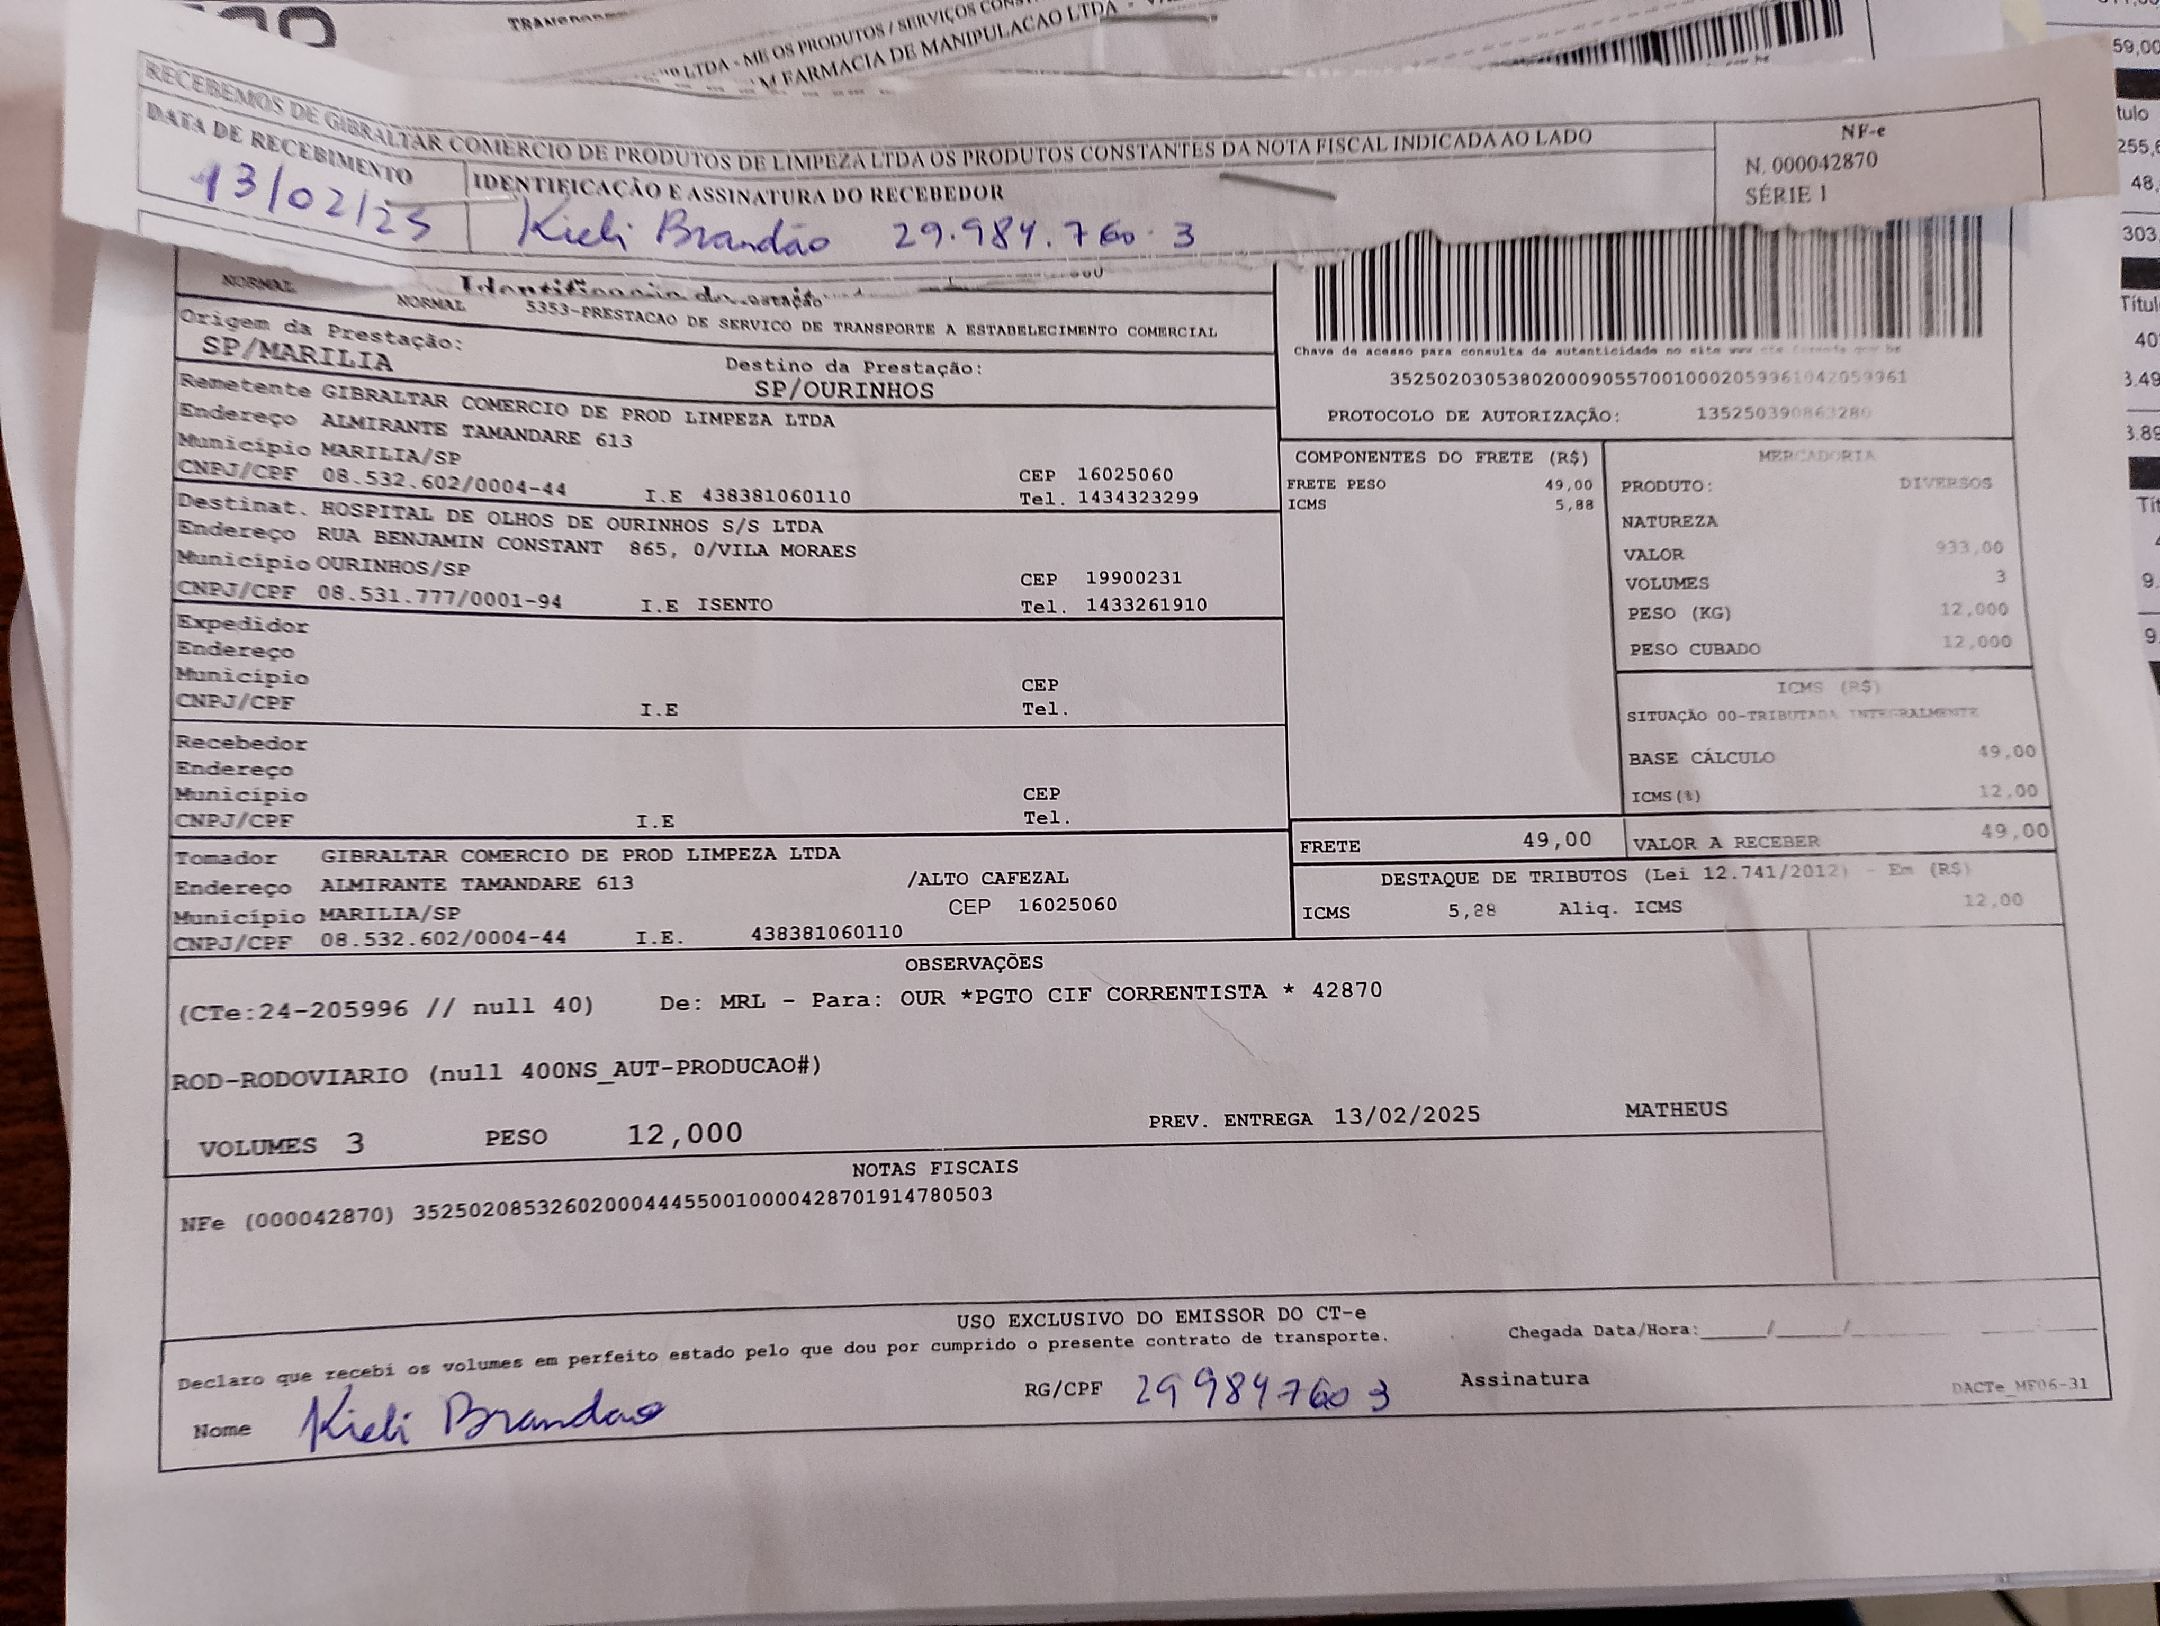 LTDA - ME OS PRODUTOS / SERVIÇOS
M FARMACIA DE MANIPULACAO LTDA -
RECEBEMOS DE GIBRALTAR COMERCIO DE PRODUTOS DE LIMPEZA LTDA OS PRODUTOS CONSTANTES DA NOTA FISCAL INDICADA AO LADO
NF-e
N. 000042870
SÉRIE 1
DATA DE RECEBIMENTO
13/02/25
IDENTIFICAÇÃO E ASSINATURA DO RECEBEDOR
Kieli Brandão 29.984.760-3
NORMAL NORMAL 5353-PRESTACAO DE SERVICO DE TRANSPORTE A ESTABELECIMENTO COMERCIAL
Origem da Prestação:
SP/MARILIA
Destino da Prestação:
SP/OURINHOS
Chave de acesso para consulta de autenticidade no site www.cte.fazenda.gov.br
35250203053802000905570010002059961042059961
PROTOCOLO DE AUTORIZAÇÃO: 135250390863280
Remetente GIBRALTAR COMERCIO DE PROD LIMPEZA LTDA
Endereço ALMIRANTE TAMANDARE 613
Município MARILIA/SP CEP 16025060
CNPJ/CPF 08.532.602/0004-44 I.E 438381060110 Tel. 1434323299
Destinat. HOSPITAL DE OLHOS DE OURINHOS S/S LTDA
Endereço RUA BENJAMIN CONSTANT 865, 0/VILA MORAES
Município OURINHOS/SP CEP 19900231
CNPJ/CPF 08.531.777/0001-94 I.E ISENTO Tel. 1433261910
Expedidor
Endereço
Município CEP
CNPJ/CPF I.E Tel.
Recebedor
Endereço
Município CEP
CNPJ/CPF I.E Tel.
Tomador GIBRALTAR COMERCIO DE PROD LIMPEZA LTDA
Endereço ALMIRANTE TAMANDARE 613 /ALTO CAFEZAL
Município MARILIA/SP CEP 16025060
CNPJ/CPF 08.532.602/0004-44 I.E. 438381060110
COMPONENTES DO FRETE (R$)
FRETE PESO 49,00
ICMS 5,88
MERCADORIA
PRODUTO: DIVERSOS
NATUREZA
VALOR 933,00
VOLUMES 3
PESO (KG) 12,000
PESO CUBADO 12,000
ICMS (R$)
SITUAÇÃO 00-TRIBUTADA INTEGRALMENTE
BASE CÁLCULO 49,00
ICMS(%) 12,00
FRETE 49,00 VALOR A RECEBER 49,00
DESTAQUE DE TRIBUTOS (Lei 12.741/2012) - Em (R$)
ICMS 5,88 Aliq. ICMS 12,00
OBSERVAÇÕES
(CTe:24-205996 // null 40) De: MRL - Para: OUR *PGTO CIF CORRENTISTA * 42870
ROD-RODOVIARIO (null 400NS_AUT-PRODUCAO#)
VOLUMES 3 PESO 12,000 PREV. ENTREGA 13/02/2025 MATHEUS
NOTAS FISCAIS
NFe (000042870) 35250208532602000444550010000428701914780503
USO EXCLUSIVO DO EMISSOR DO CT-e
Declaro que recebi os volumes em perfeito estado pelo que dou por cumprido o presente contrato de transporte. Chegada Data/Hora:____/____/____
Nome Kieli Brandao RG/CPF 299847603 Assinatura
DACTe_MF06-31